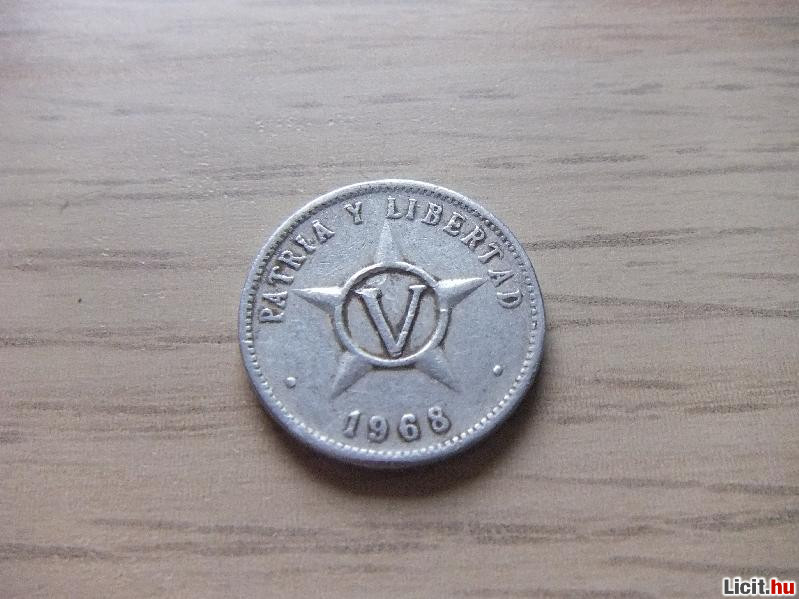 PATRIA Y LIBERTAD
V
1968
Licit.hu